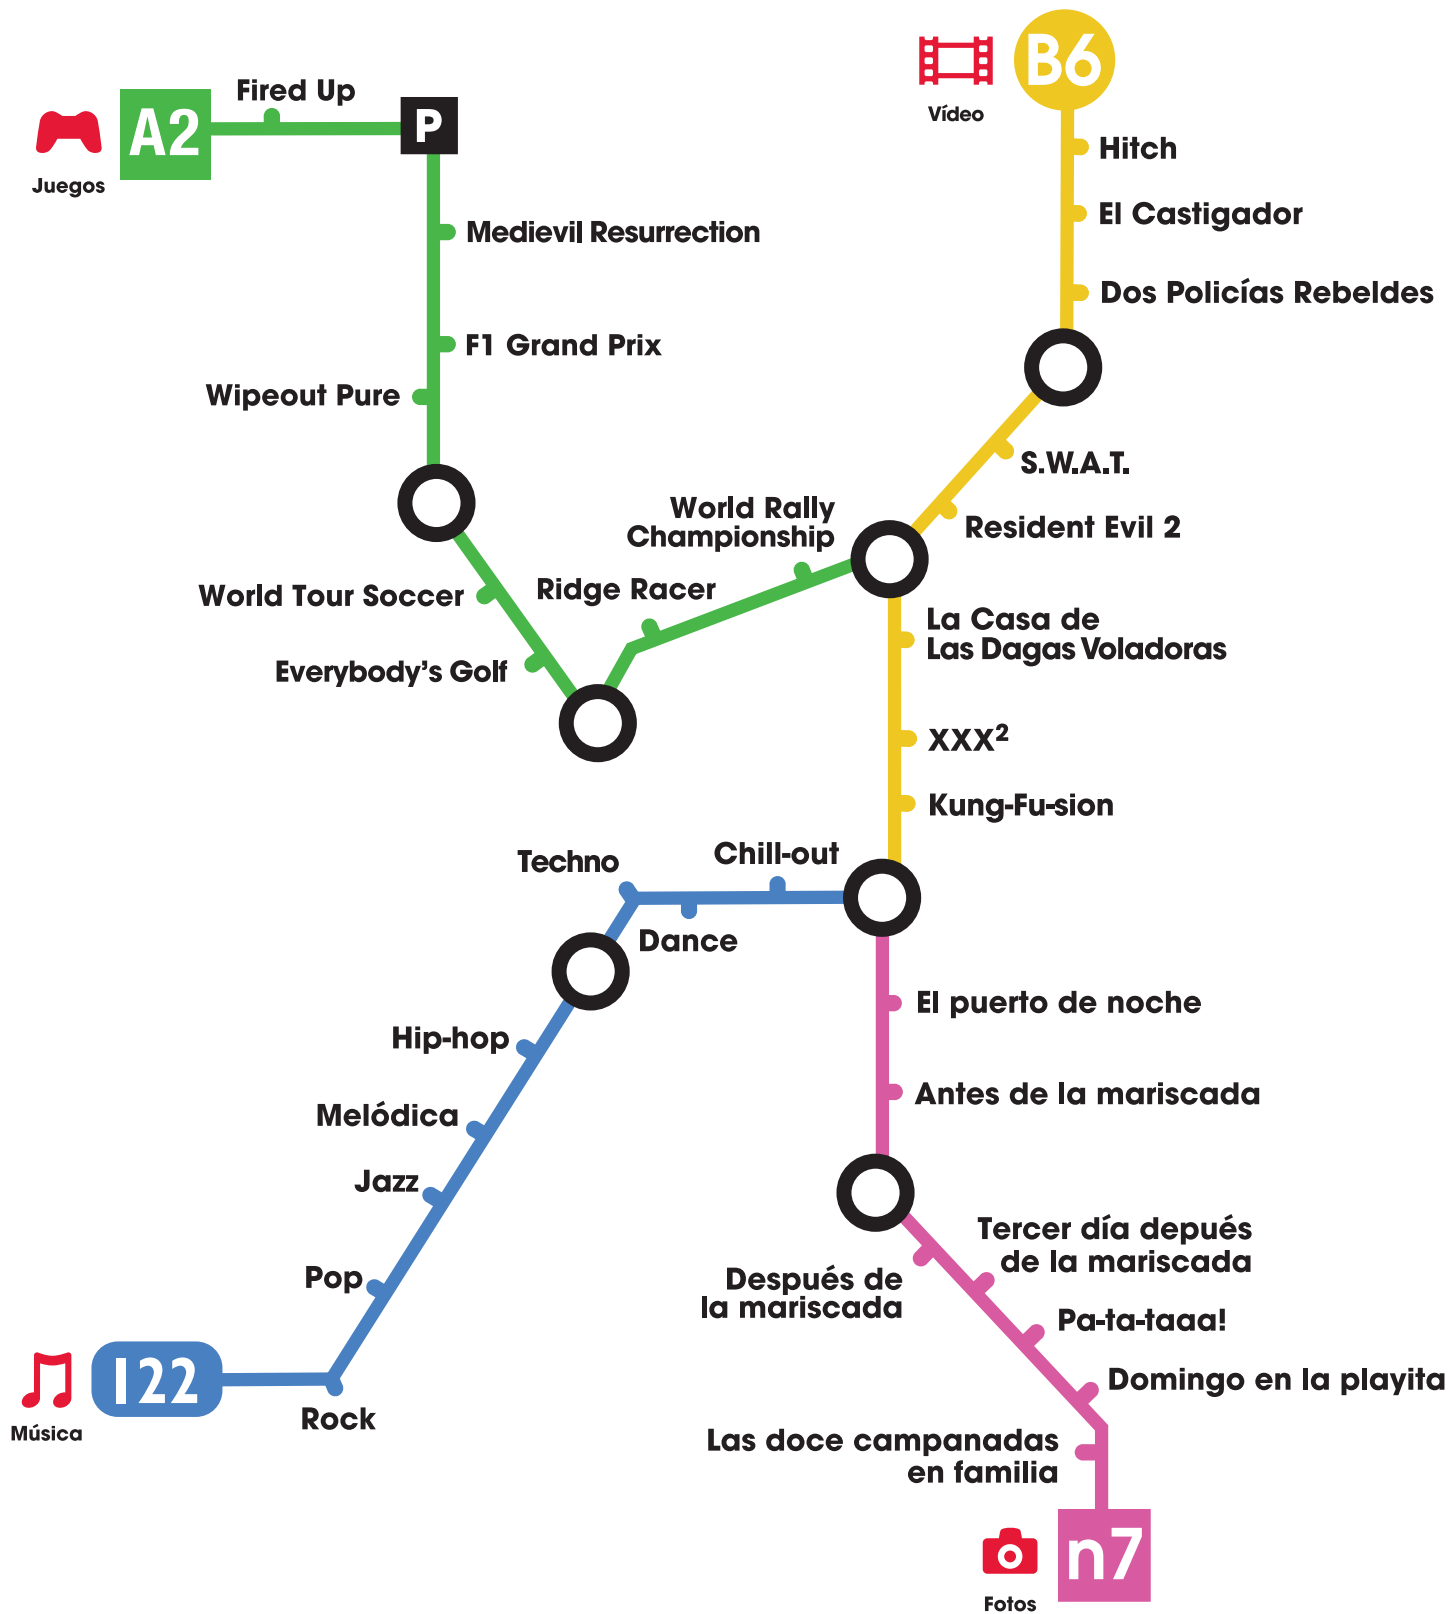 B6
Vídeo
Fired Up
A2
P
Juegos
Hitch
El Castigador
Medievil Resurrection
Dos Policías Rebeldes
F1 Grand Prix
Wipeout Pure
S.W.A.T.
World Rally
Championship
Resident Evil 2
Ridge Racer
World Tour Soccer
La Casa de
Las Dagas Voladoras
Everybody's Golf
XXX²
Kung-Fu-sion
Chill-out
Techno
Dance
El puerto de noche
Hip-hop
Antes de la mariscada
Melódica
Jazz
Tercer día depués
de la mariscada
Pop
Después de
la mariscada
Pa-ta-taaa!
I22
Música
Rock
Domingo en la playita
Las doce campanadas
en familia
n7
Fotos